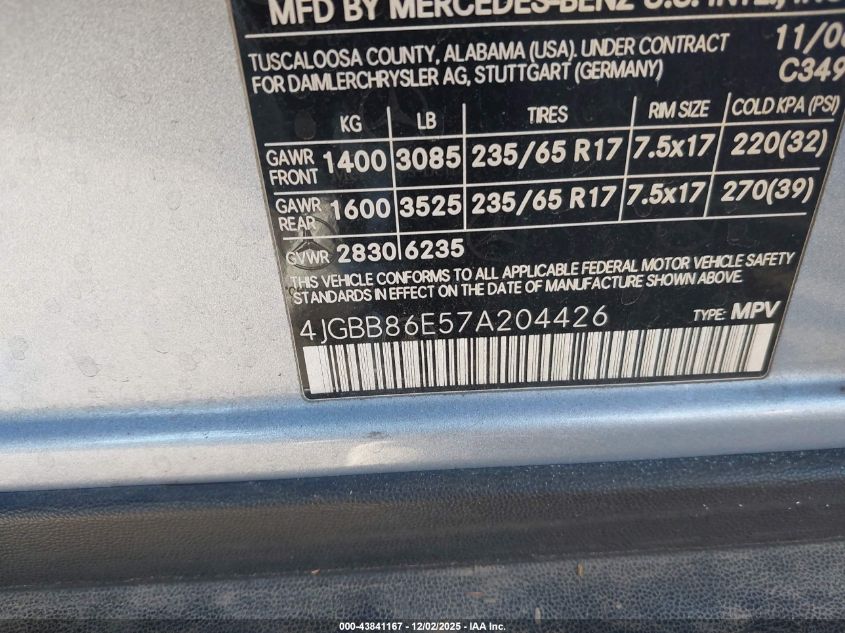 MFD BY MERCEDES-BENZ U.S. INTL, INC
TUSCALOOSA COUNTY, ALABAMA (USA). UNDER CONTRACT 11/06
FOR DAIMLERCHRYSLER AG, STUTTGART (GERMANY) C349
KG LB TIRES RIM SIZE COLD KPA (PSI)
GAWR FRONT 1400 3085 235/65 R17 7.5x17 220(32)
GAWR REAR 1600 3525 235/65 R17 7.5x17 270(39)
GVWR 2830 6235
THIS VEHICLE CONFORMS TO ALL APPLICABLE FEDERAL MOTOR VEHICLE SAFETY
STANDARDS IN EFFECT ON THE DATE OF MANUFACTURE SHOWN ABOVE.
4JGBB86E57A204426 TYPE: MPV
000-43841167 - 12/02/2025 - IAA Inc.